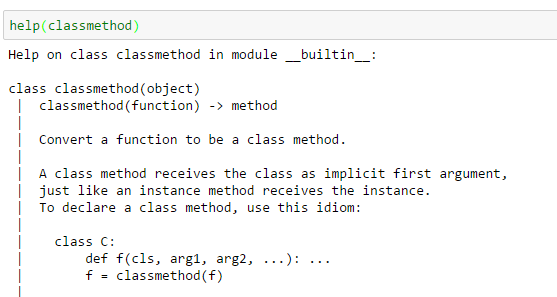 help(classmethod)
Help on class classmethod in module __builtin__:
class classmethod(object)
 |  classmethod(function) -> method
 |
 |  Convert a function to be a class method.
 |
 |  A class method receives the class as implicit first argument,
 |  just like an instance method receives the instance.
 |  To declare a class method, use this idiom:
 |
 |    class C:
 |        def f(cls, arg1, arg2, ...): ...
 |        f = classmethod(f)
 |